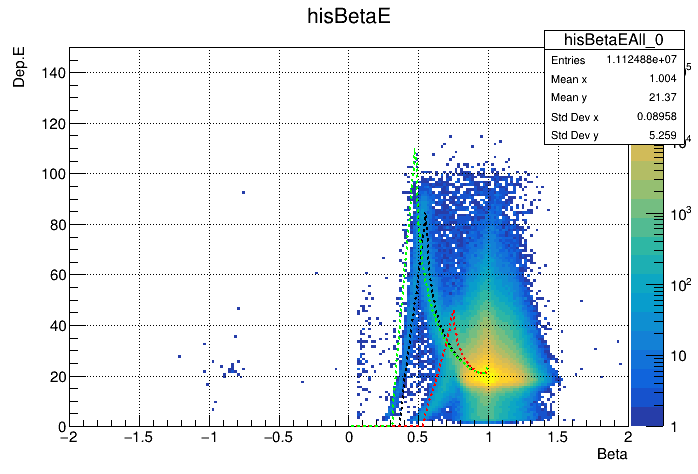 hisBetaE
hisBetaEAll_0
Entries 1.112488e+07
Mean x 1.004
Mean y 21.37
Std Dev x 0.08958
Std Dev y 5.259
Dep.E
140
120
100
80
60
40
20
0
−2 −1.5 −1 −0.5 0 0.5 1 1.5 2
Beta
5
10⁴
10³
10²
10
1